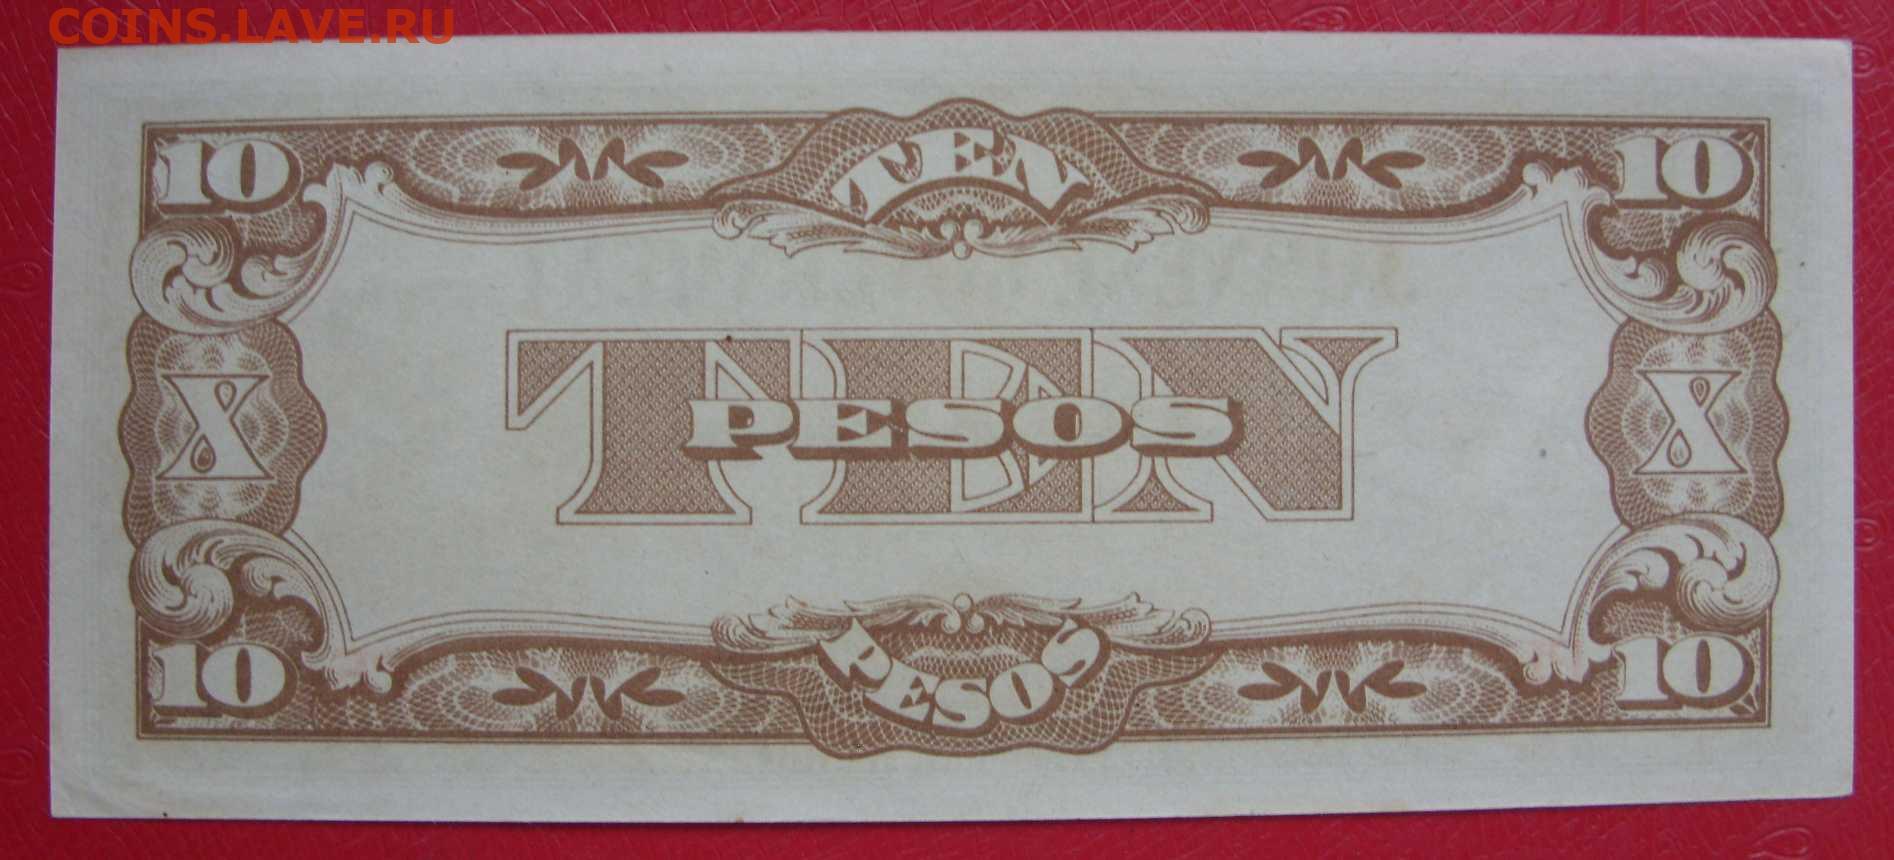 COINS.LAVE.RU
10 TEN 10
TEN
PESOS
X X
10 PESOS 10